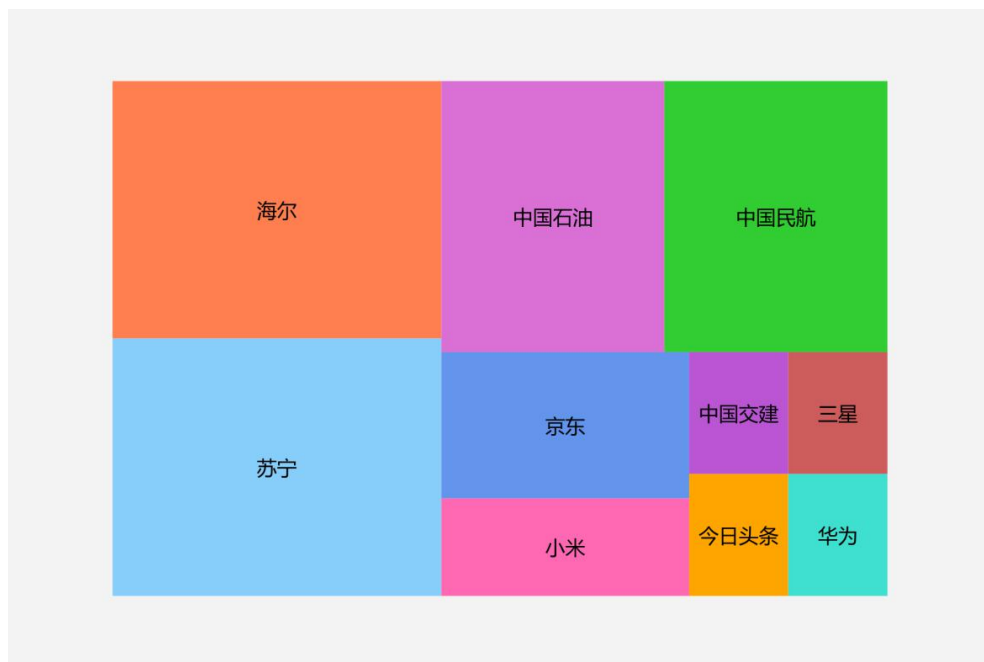 海尔
中国石油
中国民航
苏宁
京东
中国交建
三星
小米
今日头条
华为